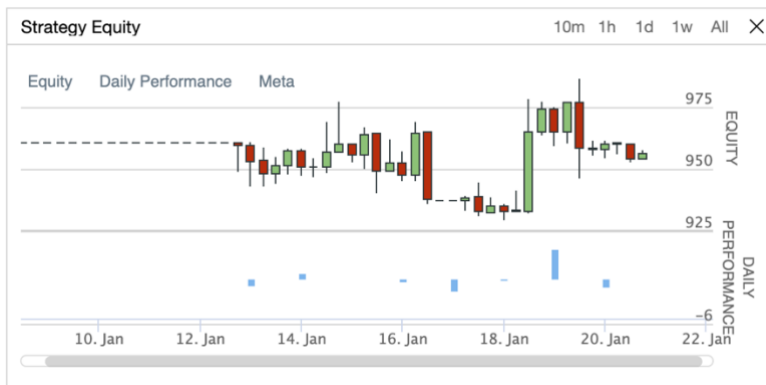 Strategy Equity 10m 1h 1d 1w All
Equity Daily Performance Meta
975
950
925
EQUITY
DAILY
PERFORMANCE
-6
10. Jan 12. Jan 14. Jan 16. Jan 18. Jan 20. Jan 22. Jan